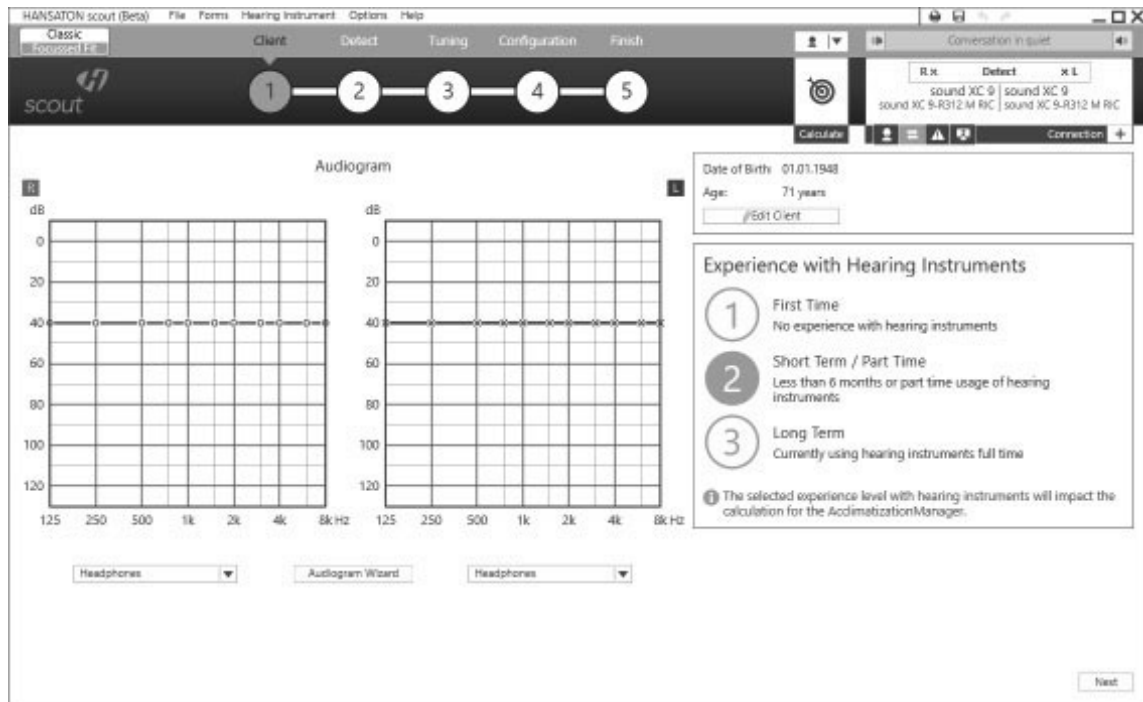 HANSATON scout (Beta) File Forms Hearing Instrument Options Help
Classic
Focussed Fit
Client Detect Tuning Configuration Finish
Conversation in quiet
scout
1 2 3 4 5
R x Detect x L
sound XC 9 | sound XC 9
sound XC 9-R312 M RIC | sound XC 9-R312 M RIC
Calculate
Connection +
Audiogram
R
L
dB
0
20
40
60
80
100
120
125 250 500 1k 2k 4k 8k Hz
dB
0
20
40
60
80
100
120
125 250 500 1k 2k 4k 8k Hz
Headphones
Audiogram Wizard
Headphones
Date of Birth: 01.01.1948
Age: 71 years
Edit Client
Experience with Hearing Instruments
1
First Time
No experience with hearing instruments
2
Short Term / Part Time
Less than 6 months or part time usage of hearing
instruments
3
Long Term
Currently using hearing instruments full time
The selected experience level with hearing instruments will impact the
calculation for the AcclimatizationManager.
Next